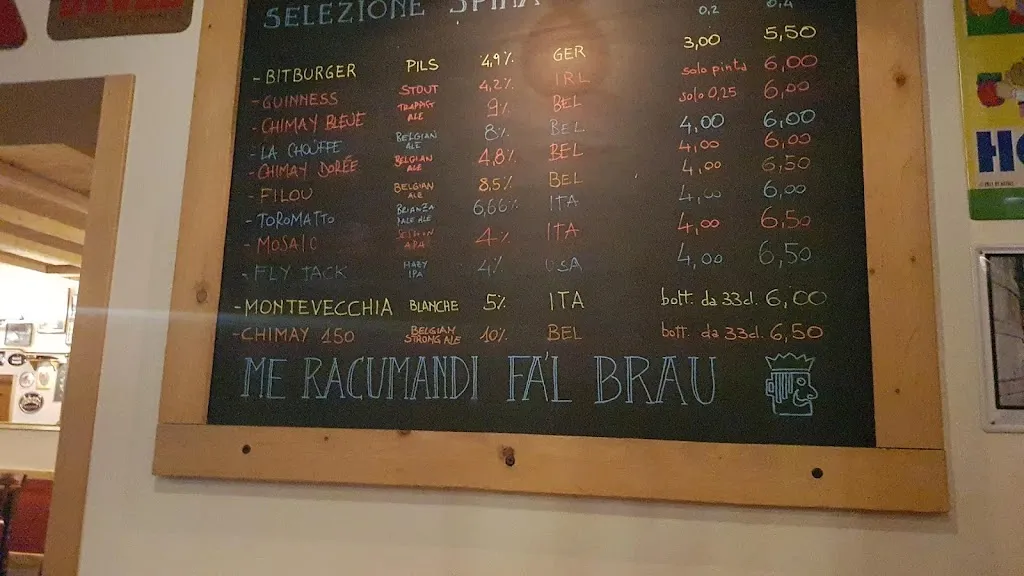 SELEZIONE SPINA 0,2 0,4
- BITBURGER PILS 4,9% GER 3,00 5,50
- GUINNESS STOUT 4,2% IRL solo pinta 6,00
- CHIMAY BLEUE TRAPPIST ALE 9% BEL solo 0,25 6,00
- LA CHOUFFE BELGIAN ALE 8% BEL 4,00 6,00
- CHIMAY DORÉE BELGIAN ALE 4,8% BEL 4,00 6,00
- FILOU BELGIAN ALE 8,5% BEL 4,00 6,50
- TOROMATTO BRIANZA PALE ALE 6,66% ITA 4,00 6,00
- MOSAIC SESSION APA 4% ITA 4,00 6,50
- FLY JACK HAZY IPA 4% USA 4,00 6,50
- MONTEVECCHIA BLANCHE 5% ITA bott. da 33cl. 6,00
- CHIMAY 150 BELGIAN STRONG ALE 10% BEL bott. da 33cl. 6,50
ME RACUMANDI FA'L BRAU